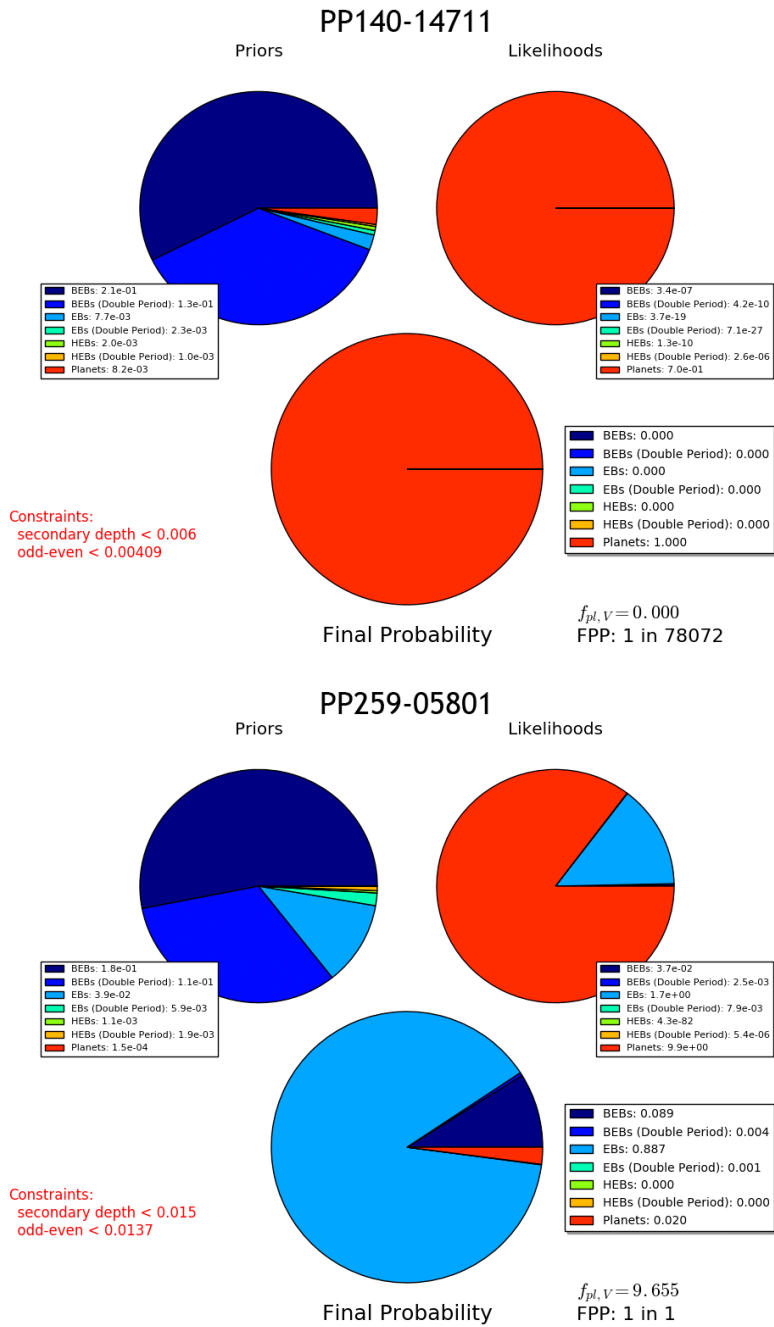 PP140-14711
Priors
Likelihoods
BEBs: 2.1e-01
BEBs (Double Period): 1.3e-01
EBs: 7.7e-03
EBs (Double Period): 2.3e-03
HEBs: 2.0e-03
HEBs (Double Period): 1.0e-03
Planets: 8.2e-03
BEBs: 3.4e-07
BEBs (Double Period): 4.2e-10
EBs: 3.7e-19
EBs (Double Period): 7.1e-27
HEBs: 1.3e-10
HEBs (Double Period): 2.6e-06
Planets: 7.0e-01
BEBs: 0.000
BEBs (Double Period): 0.000
EBs: 0.000
EBs (Double Period): 0.000
HEBs: 0.000
HEBs (Double Period): 0.000
Planets: 1.000
Constraints:
secondary depth < 0.006
odd-even < 0.00409
Final Probability
f_{pl,V} = 0.000
FPP: 1 in 78072
PP259-05801
Priors
Likelihoods
BEBs: 1.8e-01
BEBs (Double Period): 1.1e-01
EBs: 3.9e-02
EBs (Double Period): 5.9e-03
HEBs: 1.1e-03
HEBs (Double Period): 1.9e-03
Planets: 1.5e-04
BEBs: 3.7e-02
BEBs (Double Period): 2.5e-03
EBs: 1.7e+00
EBs (Double Period): 7.9e-03
HEBs: 4.3e-82
HEBs (Double Period): 5.4e-06
Planets: 9.9e+00
BEBs: 0.089
BEBs (Double Period): 0.004
EBs: 0.887
EBs (Double Period): 0.001
HEBs: 0.000
HEBs (Double Period): 0.000
Planets: 0.020
Constraints:
secondary depth < 0.015
odd-even < 0.0137
Final Probability
f_{pl,V} = 9.655
FPP: 1 in 1